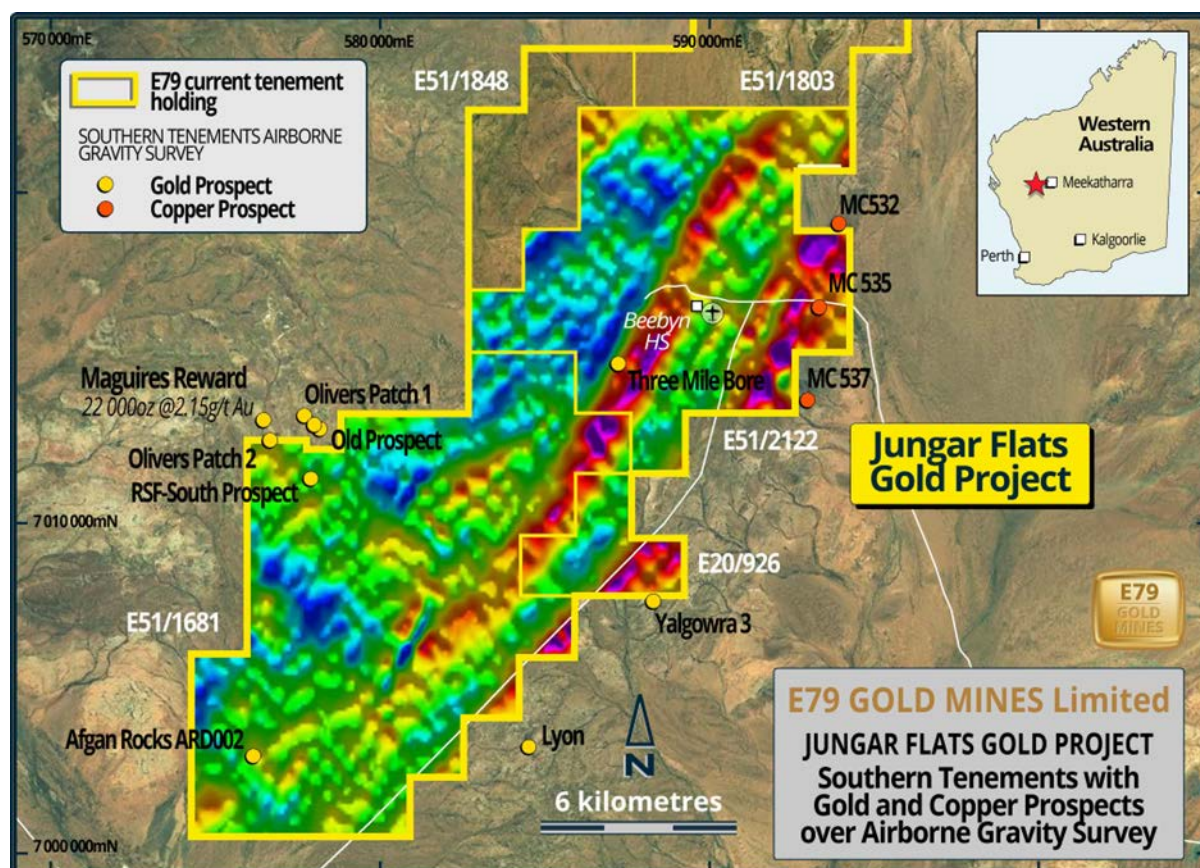 570 000mE
580 000mE
590 000mE
E79 current tenement
holding
SOUTHERN TENEMENTS AIRBORNE
GRAVITY SURVEY
Gold Prospect
Copper Prospect
E51/1848
E51/1803
Western
Australia
Meekatharra
Kalgoorlie
Perth
MC532
MC 535
Beebyn
HS
Three Mile Bore
MC 537
Maguires Reward
22 000oz @2.15g/t Au
Olivers Patch 1
Old Prospect
Olivers Patch 2
RSF-South Prospect
E51/2122
Jungar Flats
Gold Project
7 010 000mN
E20/926
E51/1681
Yalgowra 3
E79
GOLD
MINES
Afgan Rocks ARD002
Lyon
N
6 kilometres
E79 GOLD MINES Limited
JUNGAR FLATS GOLD PROJECT
Southern Tenements with
Gold and Copper Prospects
over Airborne Gravity Survey
7 000 000mN